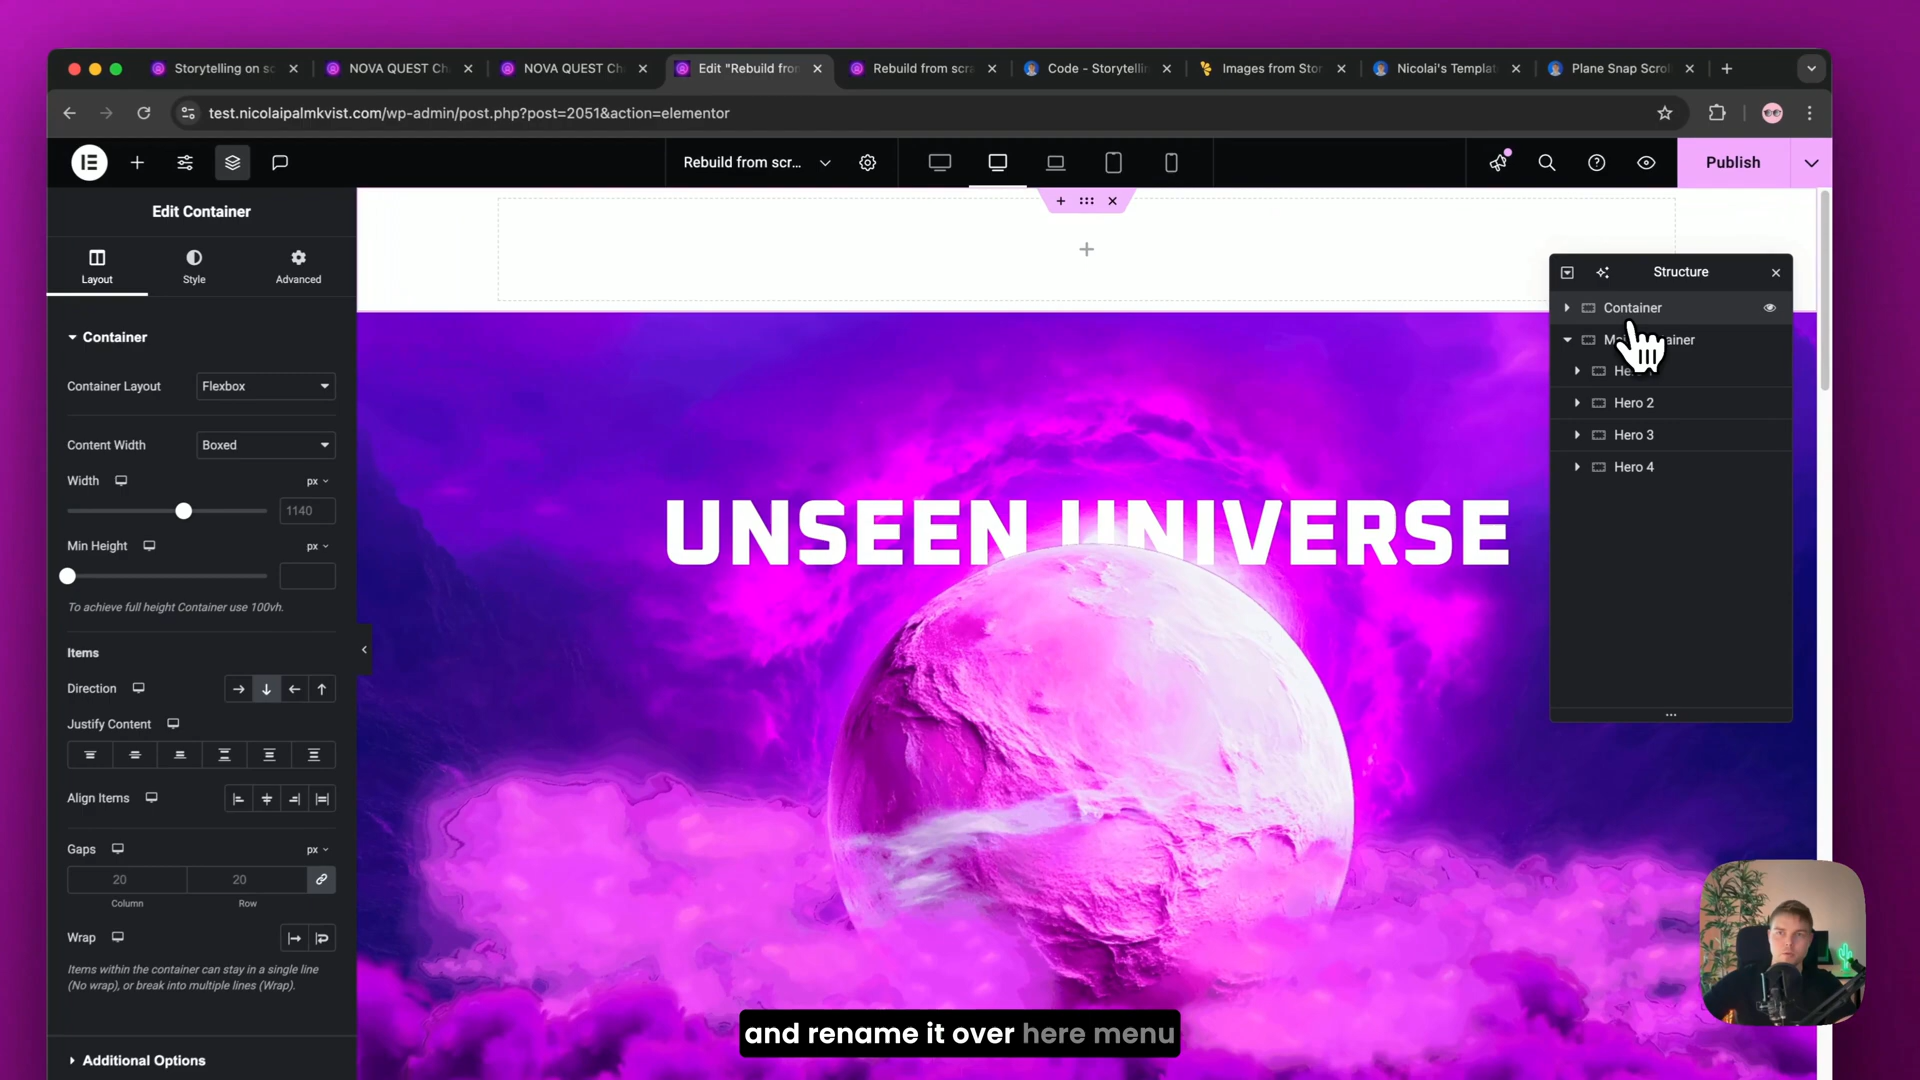 Storytelling on sc
NOVA QUEST Ch
NOVA QUEST Ch
Edit "Rebuild from
Rebuild from scra
Code - Storytellin
Images from Stor
Nicolai's Templat
Plane Snap Scrol
test.nicolaipalmkvist.com/wp-admin/post.php?post=2051&action=elementor
Rebuild from scr...
Publish
Edit Container
Layout
Style
Advanced
Container
Container Layout
Flexbox
Content Width
Boxed
Width
px
1140
Min Height
px
To achieve full height Container use 100vh.
Items
Direction
Justify Content
Align Items
Gaps
px
20
20
Column
Row
Wrap
Items within the container can stay in a single line
(No wrap), or break into multiple lines (Wrap).
Additional Options
Structure
Container
Hero 2
Hero 3
Hero 4
UNSEEN UNIVERSE
and rename it over here menu